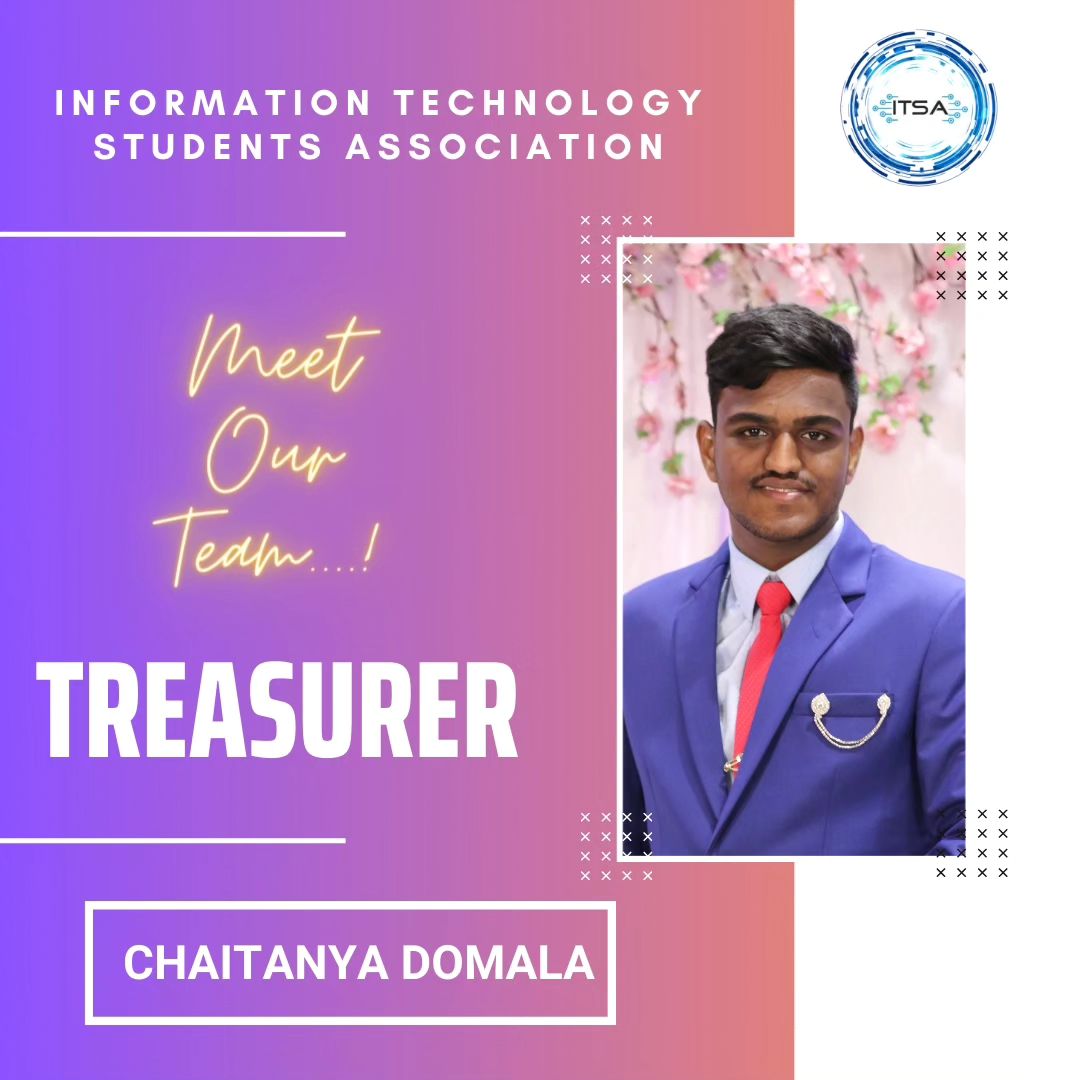 INFORMATION TECHNOLOGY
STUDENTS ASSOCIATION
ITSA
Meet
Our
Team....!
TREASURER
CHAITANYA DOMALA